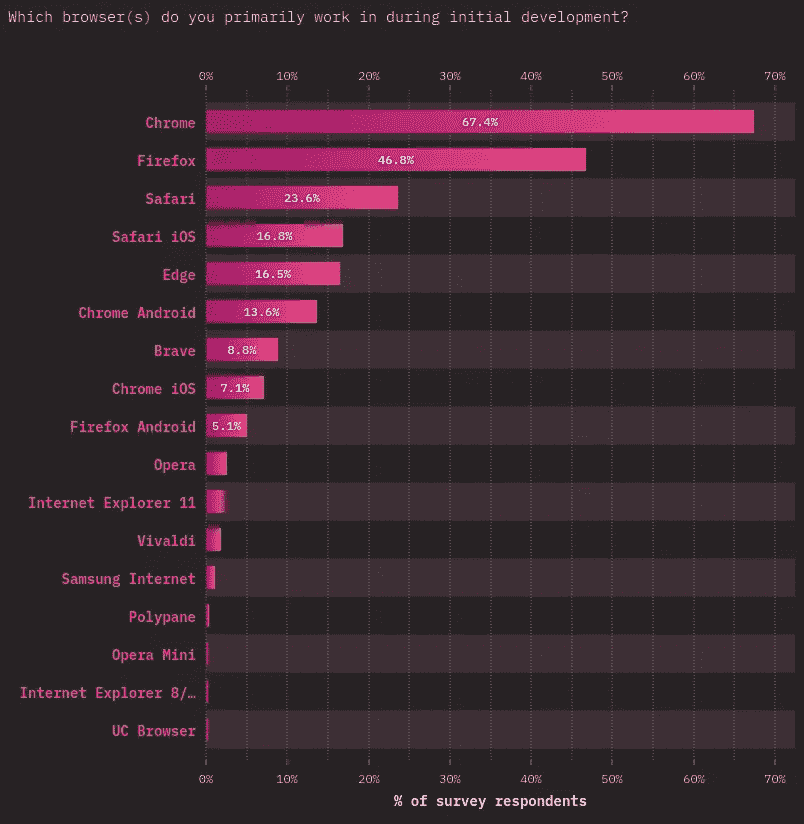 Which browser(s) do you primarily work in during initial development?
0% 10% 20% 30% 40% 50% 60% 70%
Chrome 67.4%
Firefox 46.8%
Safari 23.6%
Safari iOS 16.8%
Edge 16.5%
Chrome Android 13.6%
Brave 8.8%
Chrome iOS 7.1%
Firefox Android 5.1%
Opera
Internet Explorer 11
Vivaldi
Samsung Internet
Polypane
Opera Mini
Internet Explorer 8/…
UC Browser
0% 10% 20% 30% 40% 50% 60% 70%
% of survey respondents